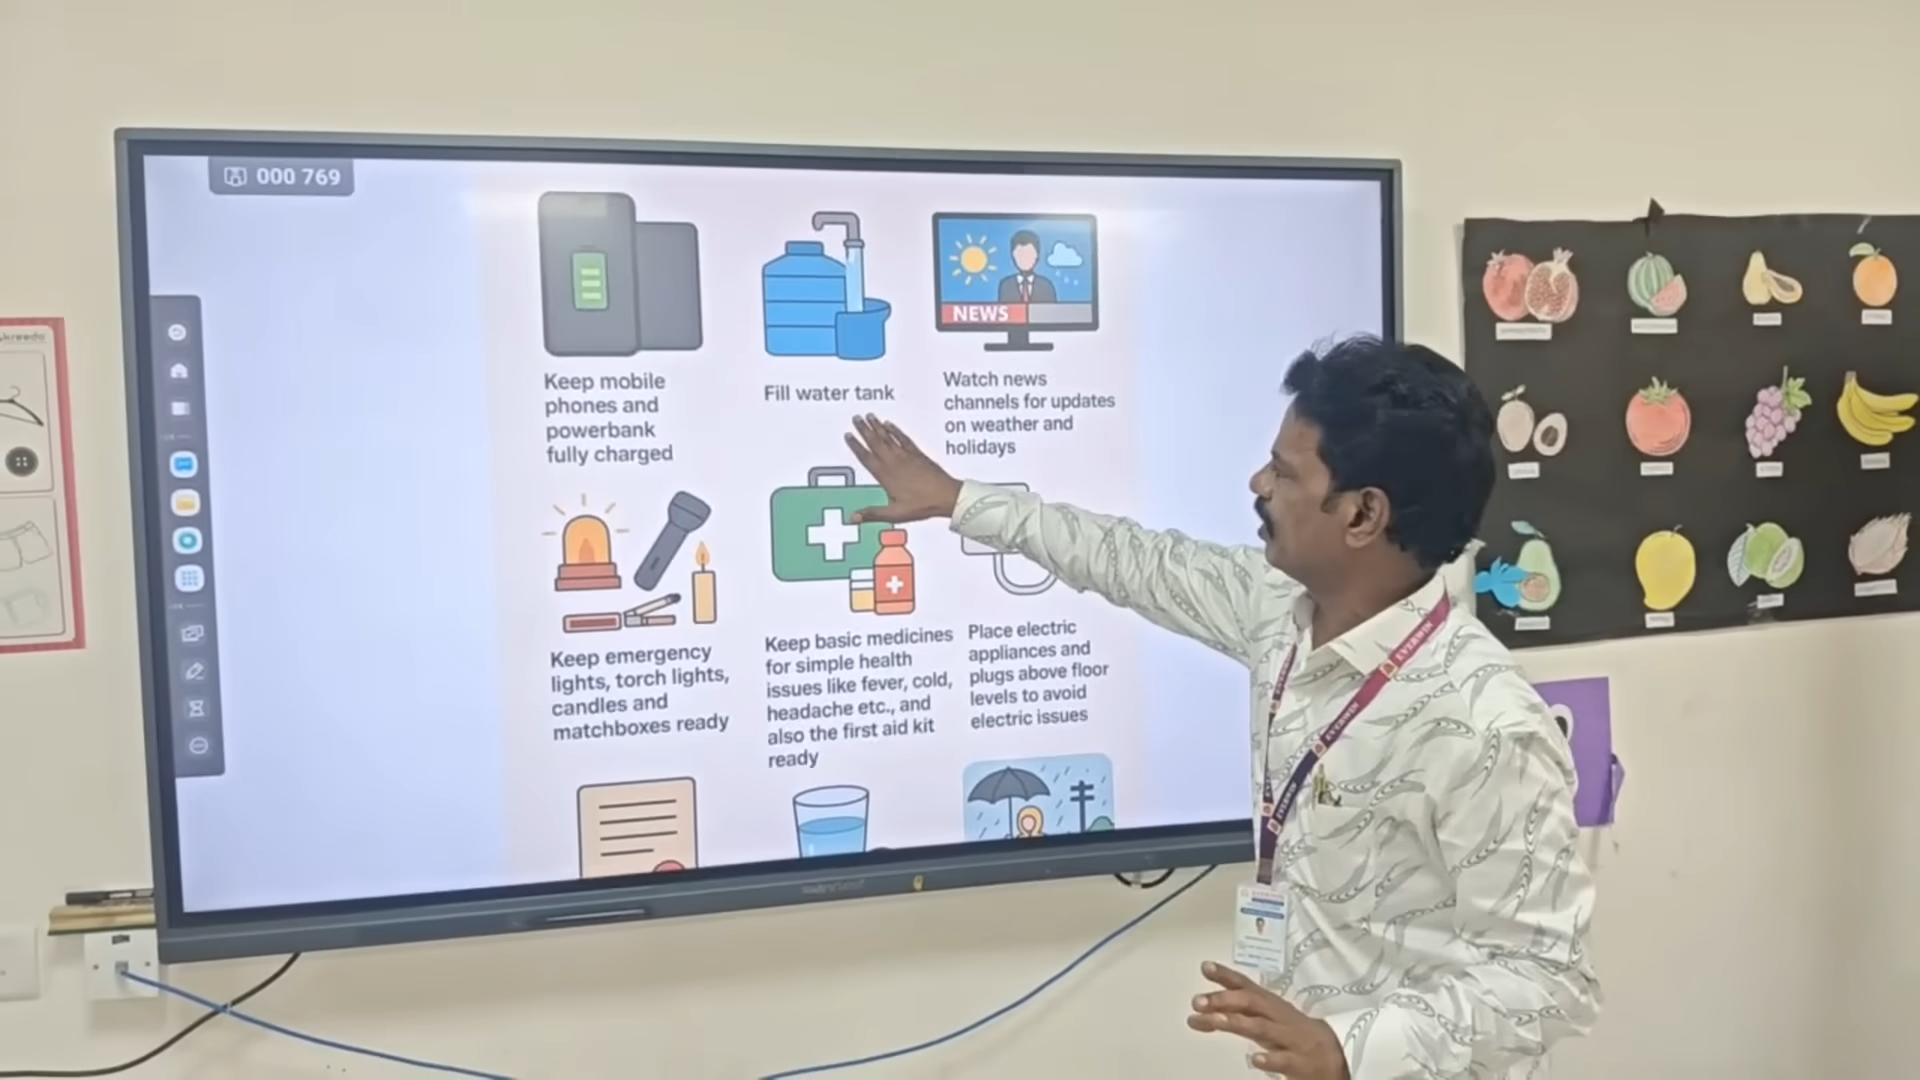 000 769
Keep mobile
phones and
powerbank
fully charged
Fill water tank
NEWS
Watch news
channels for updates
on weather and
holidays
Keep emergency
lights, torch lights,
candles and
matchboxes ready
Keep basic medicines
for simple health
issues like fever, cold,
headache etc., and
also the first aid kit
ready
Place electric
appliances and
plugs above floor
levels to avoid
electric issues
EVERWIN
EVERWIN
EVERWIN